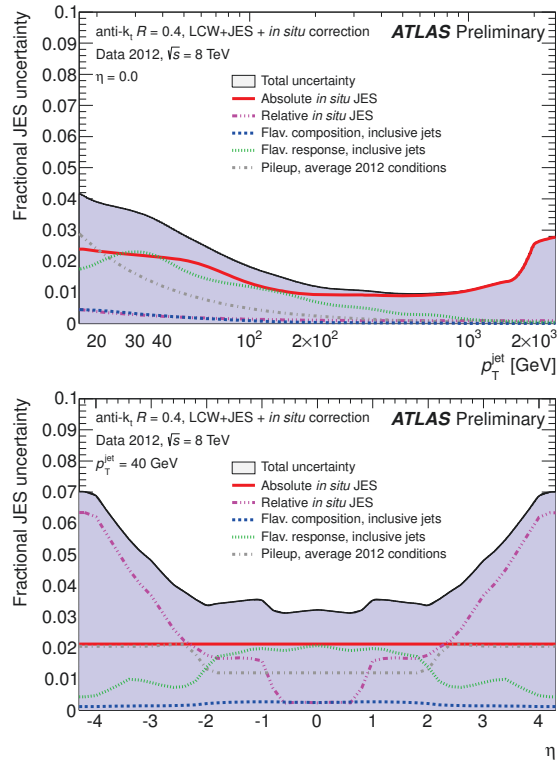 anti-kt R = 0.4, LCW+JES + in situ correction
ATLAS Preliminary
Data 2012, √s = 8 TeV
η = 0.0
Total uncertainty
Absolute in situ JES
Relative in situ JES
Flav. composition, inclusive jets
Flav. response, inclusive jets
Pileup, average 2012 conditions
Fractional JES uncertainty
0.1
0.09
0.08
0.07
0.06
0.05
0.04
0.03
0.02
0.01
0
20 30 40 10² 2×10² 10³ 2×10³
pTjet [GeV]
anti-kt R = 0.4, LCW+JES + in situ correction
ATLAS Preliminary
Data 2012, √s = 8 TeV
pTjet = 40 GeV
Total uncertainty
Absolute in situ JES
Relative in situ JES
Flav. composition, inclusive jets
Flav. response, inclusive jets
Pileup, average 2012 conditions
Fractional JES uncertainty
0.1
0.09
0.08
0.07
0.06
0.05
0.04
0.03
0.02
0.01
0
-4 -3 -2 -1 0 1 2 3 4
η